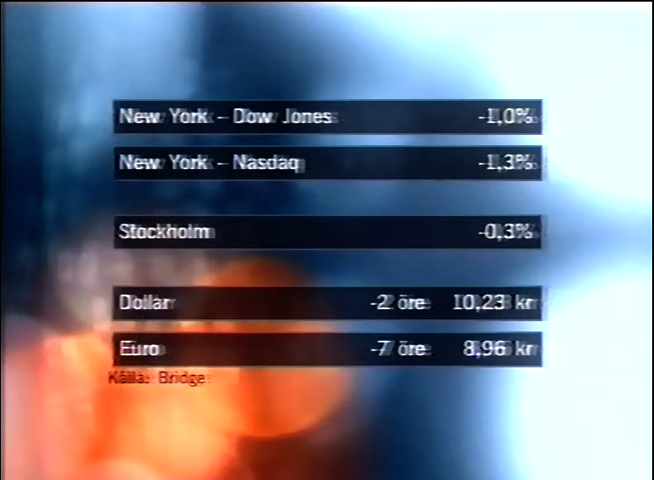 New York – Dow Jones -1,0%
New York – Nasdaq -1,3%
Stockholm -0,3%
Dollar -2 öre 10,23 kr
Euro -7 öre 8,96 kr
Källa: Bridge